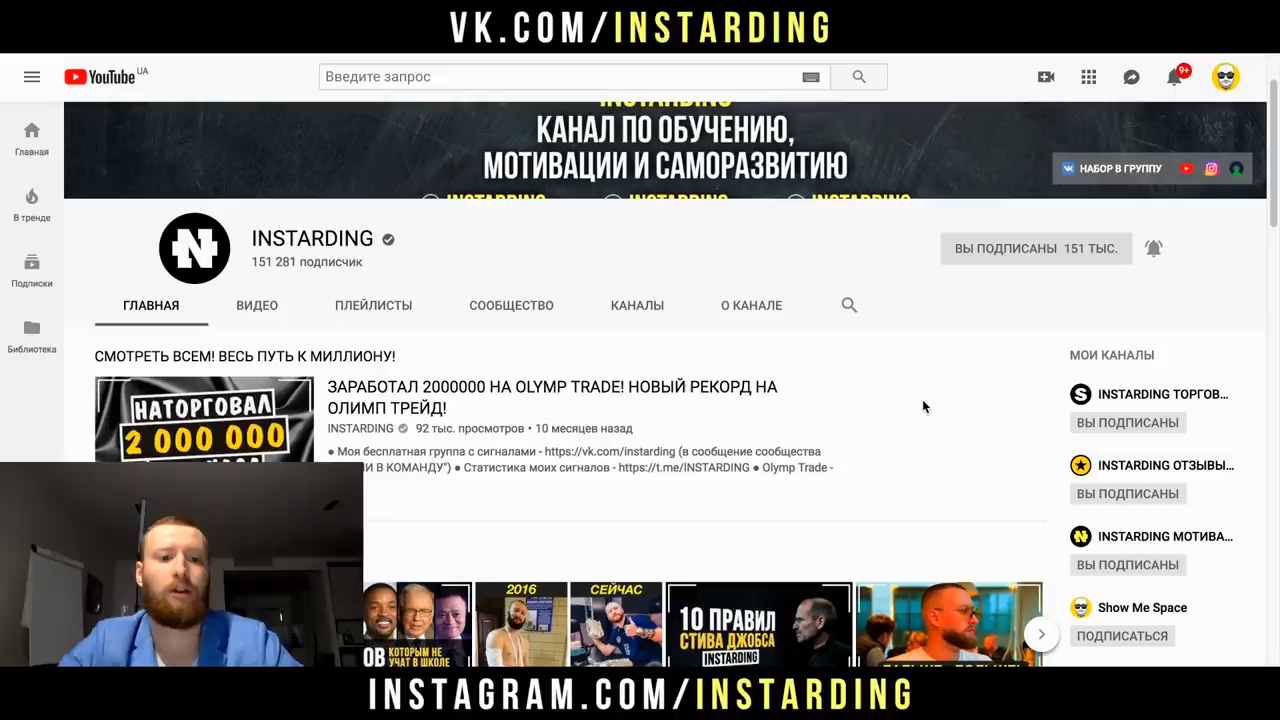 VK.COM/INSTARDING
YouTube UA
Введите запрос
9+
INSTARDING
КАНАЛ ПО ОБУЧЕНИЮ,
МОТИВАЦИИ И САМОРАЗВИТИЮ
INSTARDING INSTARDING INSTARDING
НАБОР В ГРУППУ
Главная
В тренде
Подписки
Библиотека
INSTARDING
151 281 подписчик
ВЫ ПОДПИСАНЫ 151 ТЫС.
ГЛАВНАЯ ВИДЕО ПЛЕЙЛИСТЫ СООБЩЕСТВО КАНАЛЫ О КАНАЛЕ
СМОТРЕТЬ ВСЕМ! ВЕСЬ ПУТЬ К МИЛЛИОНУ!
НАТОРГОВАЛ
2 000 000
ЗАРАБОТАЛ 2000000 НА OLYMP TRADE! НОВЫЙ РЕКОРД НА
ОЛИМП ТРЕЙД!
INSTARDING 92 тыс. просмотров • 10 месяцев назад
● Моя бесплатная группа с сигналами - https://vk.com/instarding (в сообщение сообщества
И В КОМАНДУ") ● Статистика моих сигналов - https://t.me/INSTARDING ● Olymp Trade -
МОИ КАНАЛЫ
INSTARDING ТОРГОВ...
ВЫ ПОДПИСАНЫ
INSTARDING ОТЗЫВЫ...
ВЫ ПОДПИСАНЫ
INSTARDING МОТИВА...
ВЫ ПОДПИСАНЫ
Show Me Space
ПОДПИСАТЬСЯ
ОВ КОТОРЫМ НЕ
УЧАТ В ШКОЛЕ
2016 СЕЙЧАС
10 ПРАВИЛ
СТИВА ДЖОБСА
INSTARDING
INSTAGRAM.COM/INSTARDING